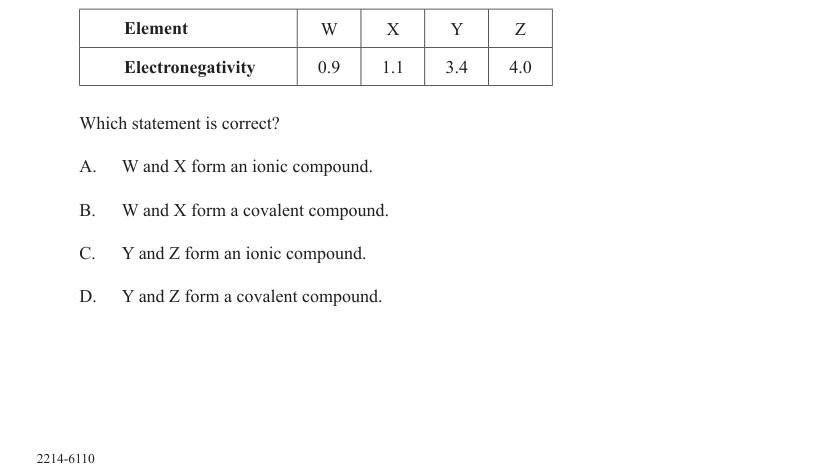 Element W X Y Z
Electronegativity 0.9 1.1 3.4 4.0
Which statement is correct?
A. W and X form an ionic compound.
B. W and X form a covalent compound.
C. Y and Z form an ionic compound.
D. Y and Z form a covalent compound.
2214-6110